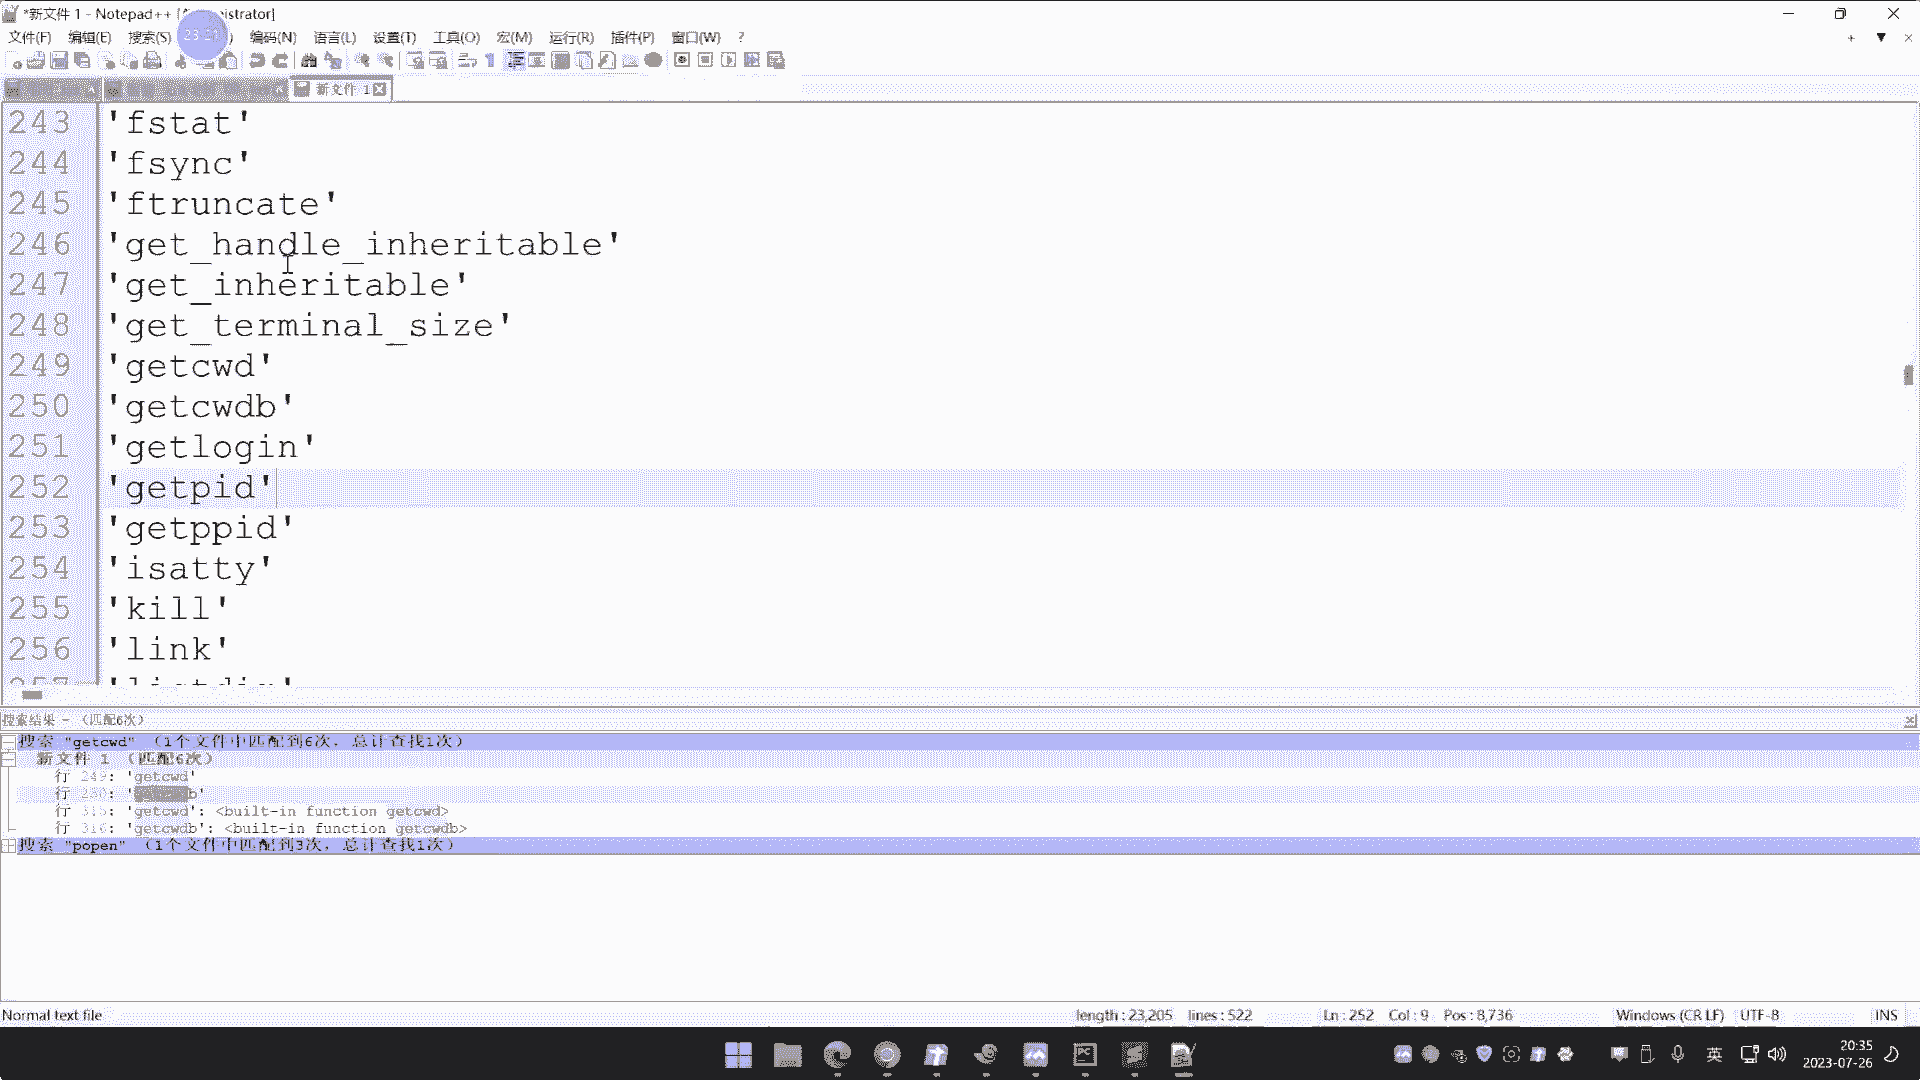 *新文件 1 - Notepad++ [A istrator]
文件(F) 编辑(E) 搜索(S) 编码(N) 语言(L) 设置(T) 工具(O) 宏(M) 运行(R) 插件(P) 窗口(W) ?
23:21
新文件 1
243 'fstat'
244 'fsync'
245 'ftruncate'
246 'get_handle_inheritable'
247 'get_inheritable'
248 'get_terminal_size'
249 'getcwd'
250 'getcwdb'
251 'getlogin'
252 'getpid'
253 'getppid'
254 'isatty'
255 'kill'
256 'link'
257 'listdir'
搜索结果 - （匹配6次）
搜索 "getcwd" （1个文件中匹配到6次，总计查找1次）
新文件 1 （匹配6次）
行 249: 'getcwd'
行 250: 'getcwdb'
行 315: 'getcwd': <built-in function getcwd>
行 316: 'getcwdb': <built-in function getcwdb>
搜索 "popen" （1个文件中匹配到3次，总计查找1次）
Normal text file length : 23,205 lines : 522 Ln : 252 Col : 9 Pos : 8,736 Windows (CR LF) UTF-8 INS
英
20:35
2023-07-26